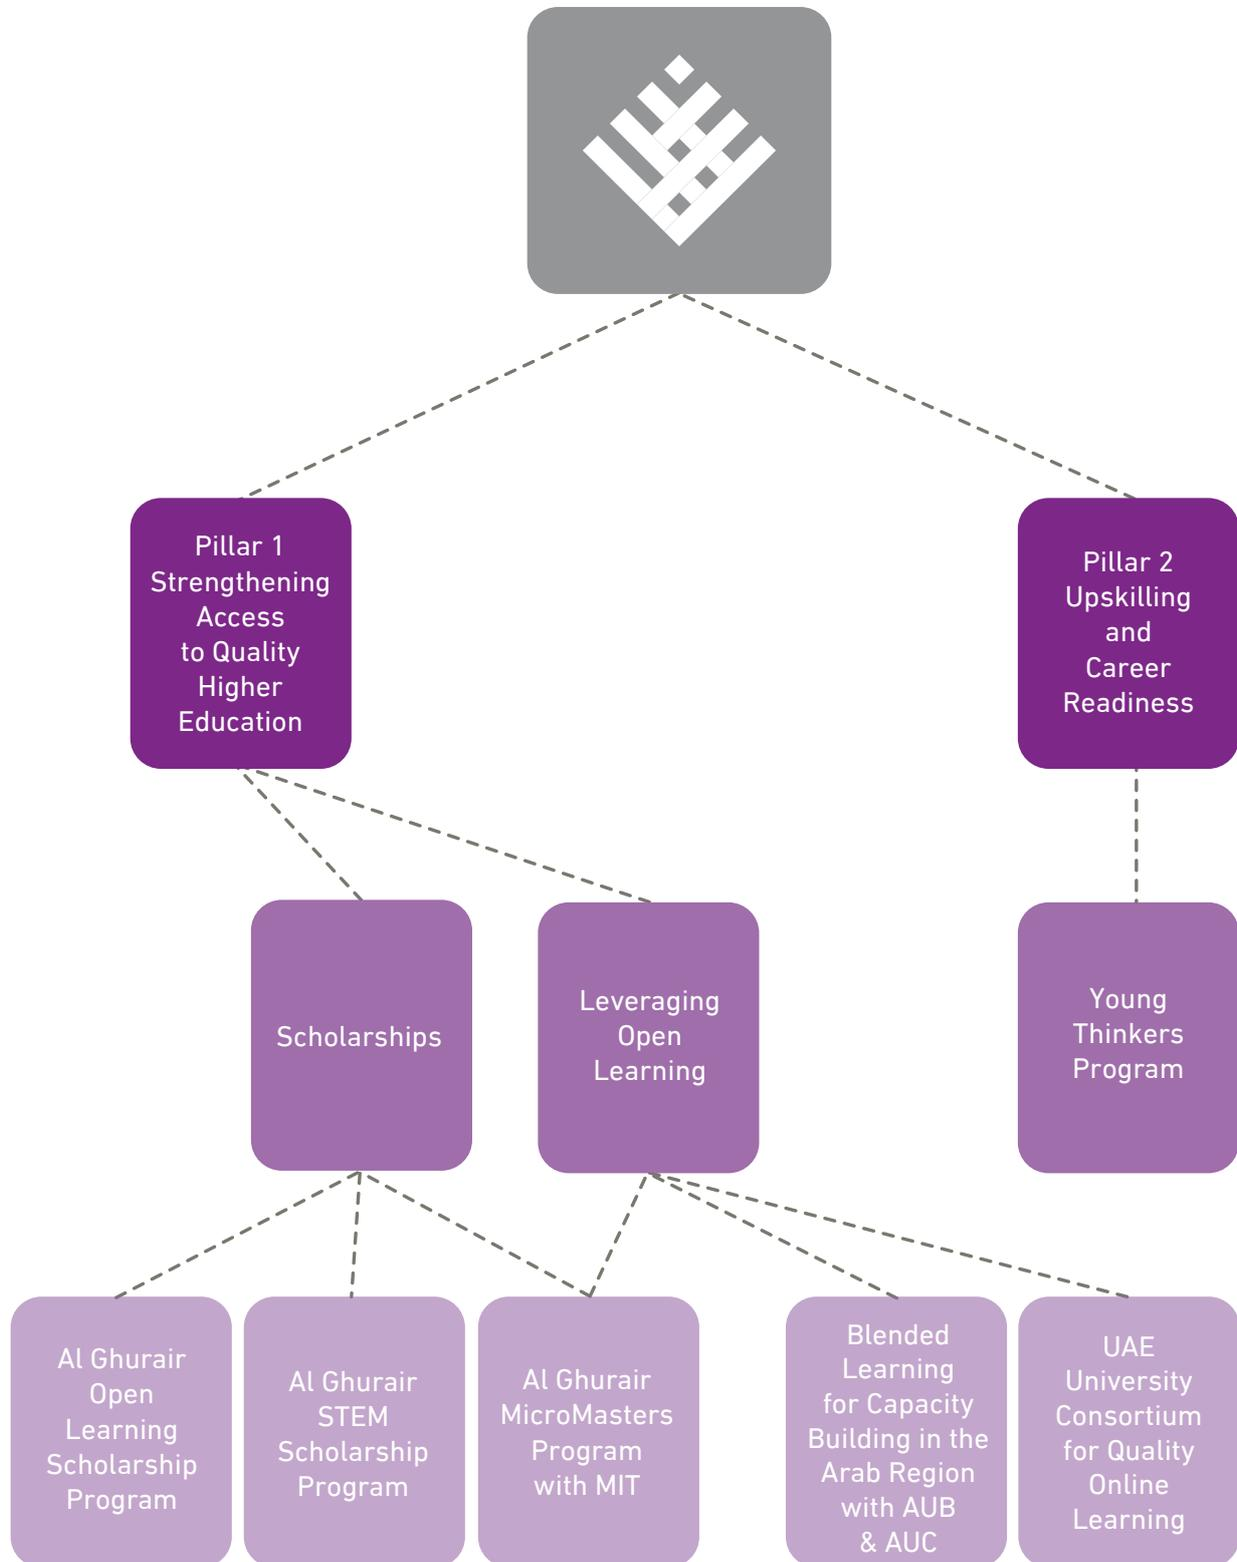 Pillar 1
Strengthening
Access
to Quality
Higher
Education
Pillar 2
Upskilling
and
Career
Readiness
Scholarships
Leveraging
Open
Learning
Young
Thinkers
Program
Al Ghurair
Open
Learning
Scholarship
Program
Al Ghurair
STEM
Scholarship
Program
Al Ghurair
MicroMasters
Program
with MIT
Blended
Learning
for Capacity
Building in the
Arab Region
with AUB
& AUC
UAE
University
Consortium
for Quality
Online
Learning